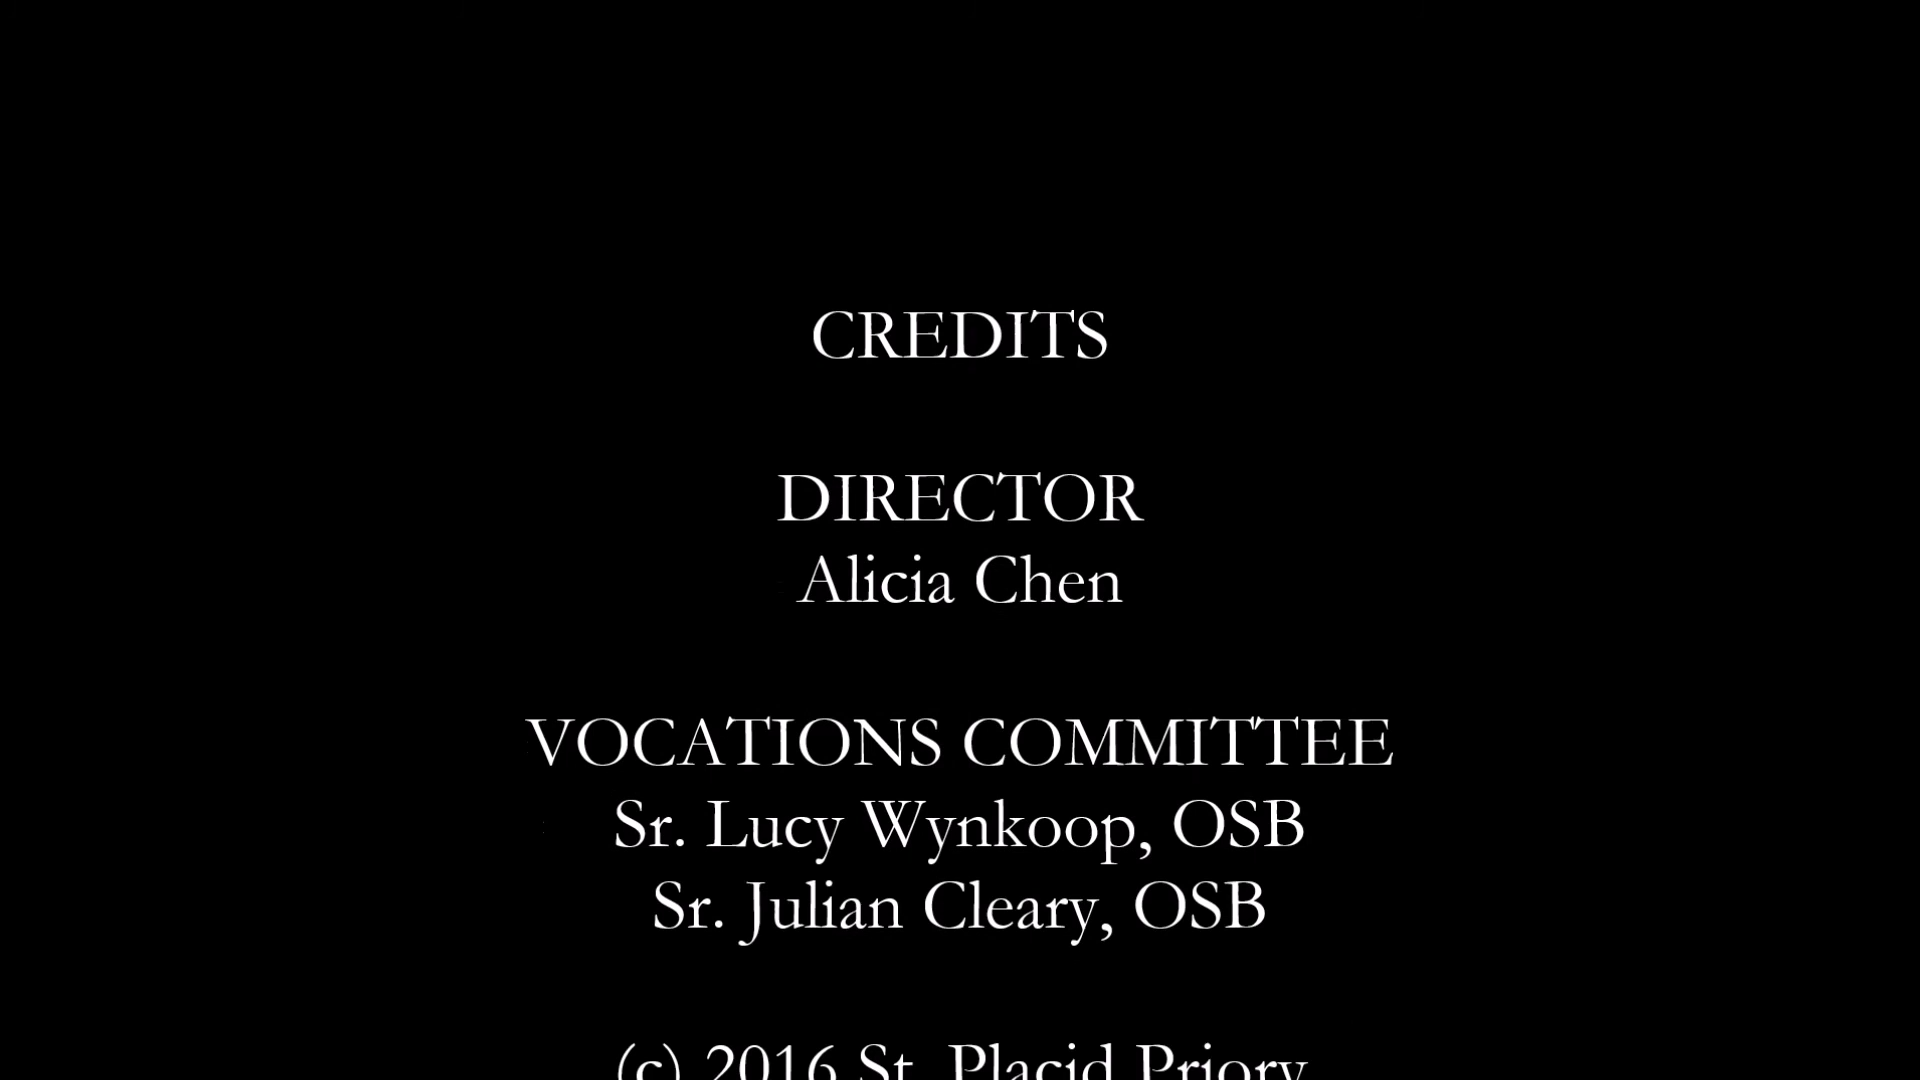 CREDITS
DIRECTOR
Alicia Chen
VOCATIONS COMMITTEE
Sr. Lucy Wynkoop, OSB
Sr. Julian Cleary, OSB
(c) 2016 St. Placid Priory